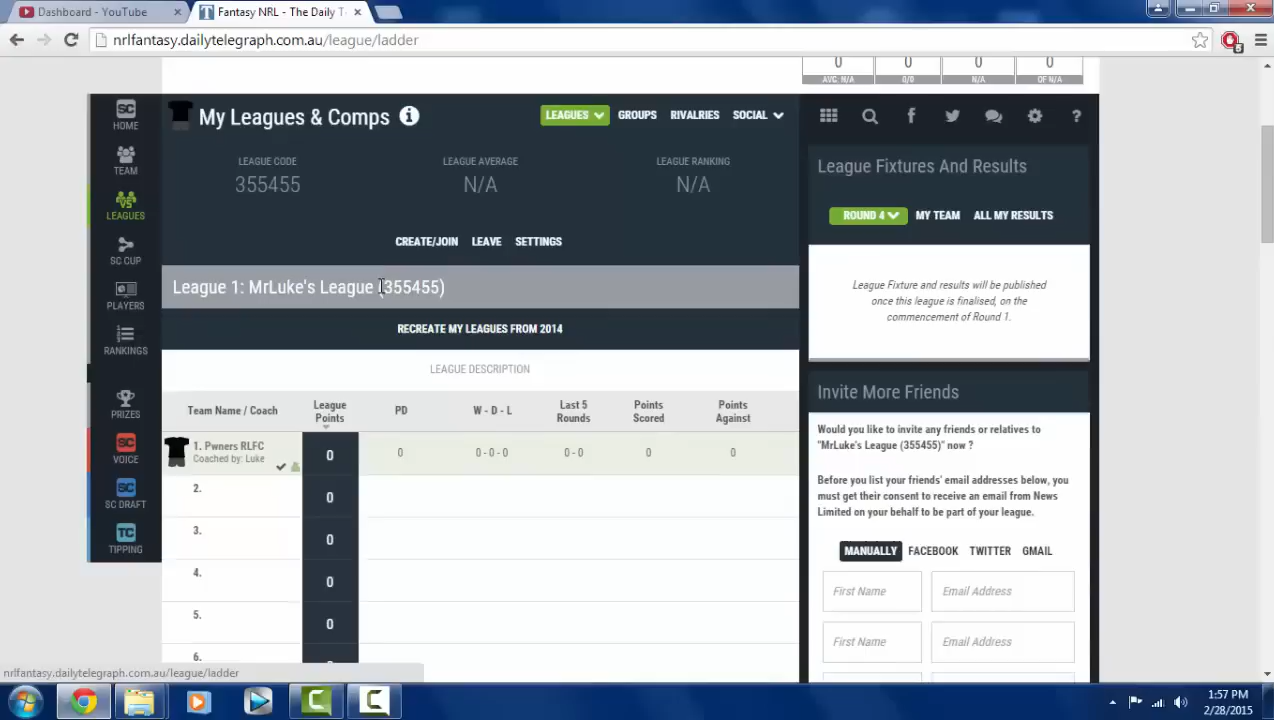 Dashboard - YouTube
Fantasy NRL - The Daily T
nrlfantasy.dailytelegraph.com.au/league/ladder
5
0 0 0 0
AVG: N/A 0/0 N/A OF N/A
SC HOME
TEAM
VS LEAGUES
SC CUP
PLAYERS
RANKINGS
PRIZES
SC VOICE
SC DRAFT
TC TIPPING
My Leagues & Comps
LEAGUES GROUPS RIVALRIES SOCIAL
LEAGUE CODE LEAGUE AVERAGE LEAGUE RANKING
355455 N/A N/A
CREATE/JOIN LEAVE SETTINGS
League 1: MrLuke's League (355455)
RECREATE MY LEAGUES FROM 2014
LEAGUE DESCRIPTION
Team Name / Coach League Points PD W - D - L Last 5 Rounds Points Scored Points Against
1. Pwners RLFC
Coached by: Luke
0 0 0 - 0 - 0 0 - 0 0 0
2. 0
3. 0
4. 0
5. 0
6.
?
League Fixtures And Results
ROUND 4 MY TEAM ALL MY RESULTS
League Fixture and results will be published
once this league is finalised, on the
commencement of Round 1.
Invite More Friends
Would you like to invite any friends or relatives to
"MrLuke's League (355455)" now ?
Before you list your friends' email addresses below, you
must get their consent to receive an email from News
Limited on your behalf to be part of your league.
MANUALLY FACEBOOK TWITTER GMAIL
First Name Email Address
First Name Email Address
nrlfantasy.dailytelegraph.com.au/league/ladder
1:57 PM
2/28/2015